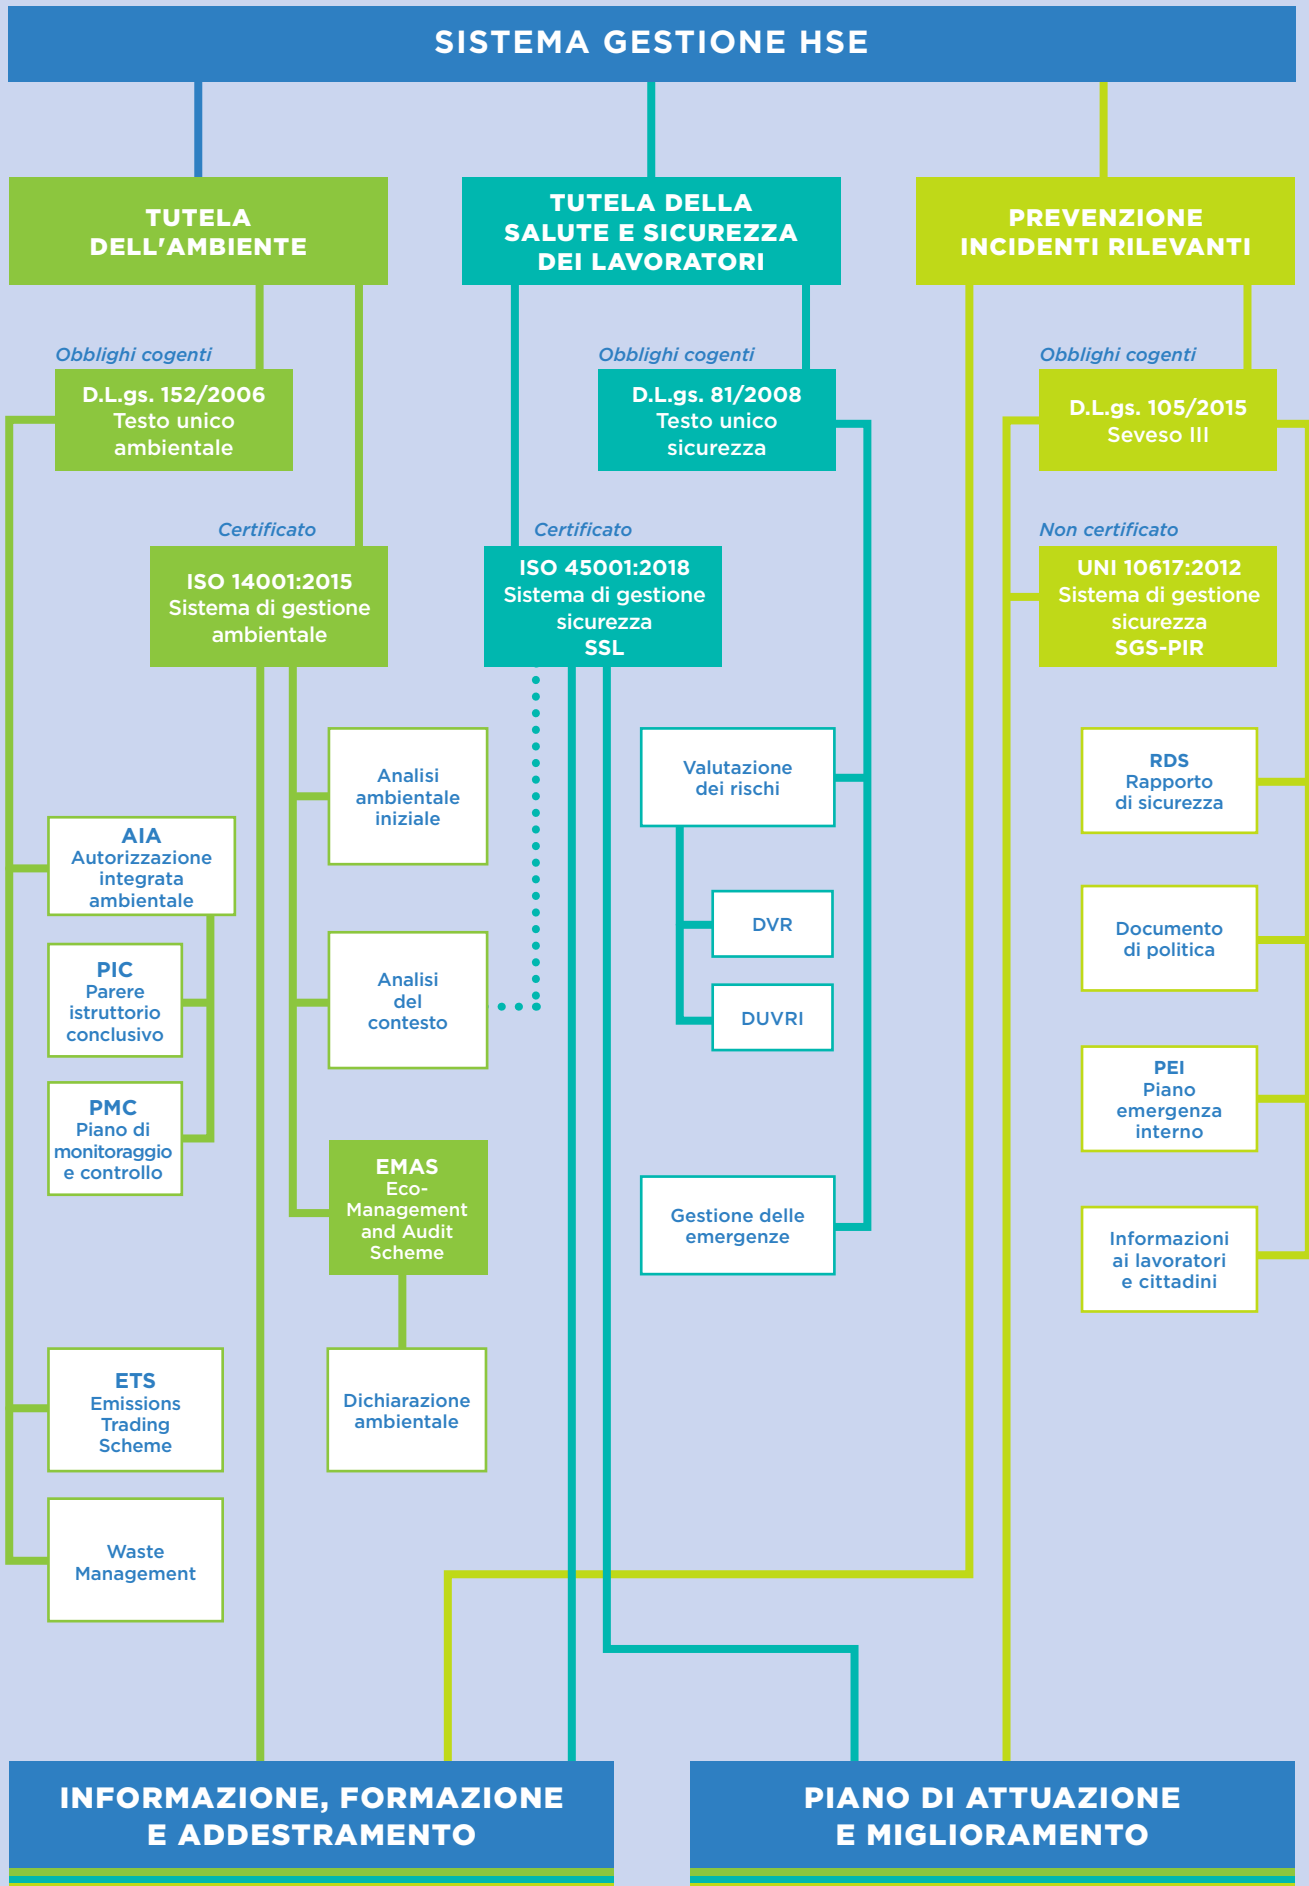 SISTEMA GESTIONE HSE
TUTELA
DELL'AMBIENTE
Obblighi cogenti
D.L.gs. 152/2006
Testo unico
ambientale
Certificato
ISO 14001:2015
Sistema di gestione
ambientale
AIA
Autorizzazione
integrata
ambientale
PIC
Parere
istruttorio
conclusivo
PMC
Piano di
monitoraggio
e controllo
ETS
Emissions
Trading
Scheme
Waste
Management
Analisi
ambientale
iniziale
Analisi
del
contesto
EMAS
Eco-
Management
and Audit
Scheme
Dichiarazione
ambientale
TUTELA DELLA
SALUTE E SICUREZZA
DEI LAVORATORI
Obblighi cogenti
D.L.gs. 81/2008
Testo unico
sicurezza
Certificato
ISO 45001:2018
Sistema di gestione
sicurezza
SSL
Valutazione
dei rischi
DVR
DUVRI
Gestione delle
emergenze
PREVENZIONE
INCIDENTI RILEVANTI
Obblighi cogenti
D.L.gs. 105/2015
Seveso III
Non certificato
UNI 10617:2012
Sistema di gestione
sicurezza
SGS-PIR
RDS
Rapporto
di sicurezza
Documento
di politica
PEI
Piano
emergenza
interno
Informazioni
ai lavoratori
e cittadini
INFORMAZIONE, FORMAZIONE
E ADDESTRAMENTO
PIANO DI ATTUAZIONE
E MIGLIORAMENTO